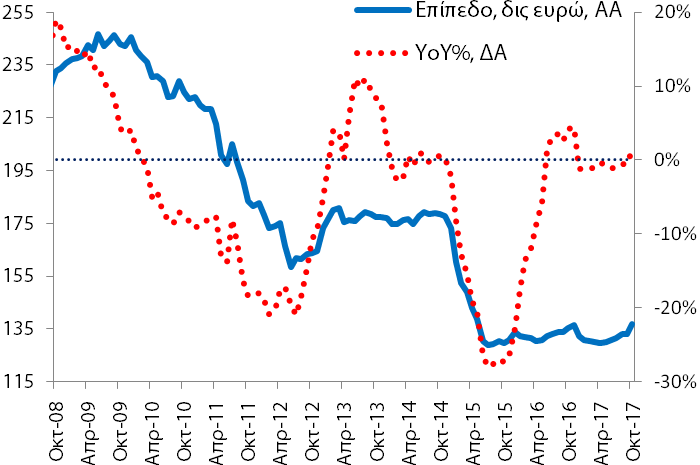 Επίπεδο, δις ευρώ, ΑΑ
YoY%, ΔΑ
255
235
215
195
175
155
135
115
20%
10%
0%
-10%
-20%
-30%
Οκτ-08
Απρ-09
Οκτ-09
Απρ-10
Οκτ-10
Απρ-11
Οκτ-11
Απρ-12
Οκτ-12
Απρ-13
Οκτ-13
Απρ-14
Οκτ-14
Απρ-15
Οκτ-15
Απρ-16
Οκτ-16
Απρ-17
Οκτ-17